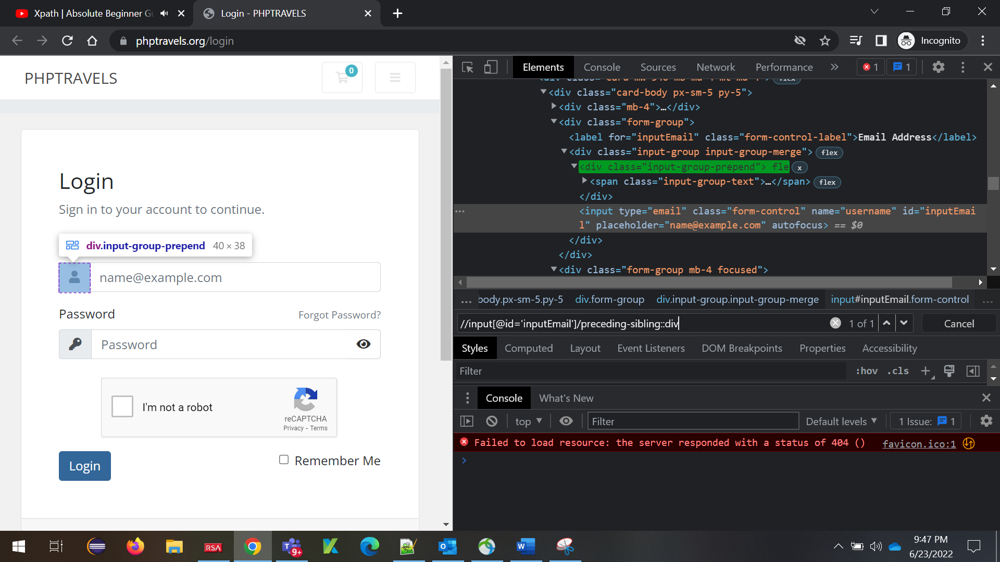 Xpath | Absolute Beginner Gu
Login - PHPTRAVELS
phptravels.org/login
Incognito
PHPTRAVELS
0
Login
Sign in to your account to continue.
div.input-group-prepend 40 × 38
name@example.com
Password
Forgot Password?
Password
I'm not a robot
reCAPTCHA
Privacy - Terms
Login
Remember Me
Elements Console Sources Network Performance » 1 1
<div class="card-body px-sm-5 py-5">
<div class="mb-4">…</div>
<div class="form-group">
<label for="inputEmail" class="form-control-label">Email Address</label>
<div class="input-group input-group-merge"> flex
<div class="input-group-prepend"> fle x
<span class="input-group-text">…</span> flex
</div>
<input type="email" class="form-control" name="username" id="inputEmai
l" placeholder="name@example.com" autofocus> == $0
</div>
</div>
<div class="form-group mb-4 focused">
... body.px-sm-5.py-5 div.form-group div.input-group.input-group-merge input#inputEmail.form-control ...
//input[@id='inputEmail']/preceding-sibling::div 1 of 1 Cancel
Styles Computed Layout Event Listeners DOM Breakpoints Properties Accessibility
Filter :hov .cls
Console What's New
top Filter Default levels 1 Issue: 1
Failed to load resource: the server responded with a status of 404 () favicon.ico:1
RSA
T 9+
O
W
9:47 PM
6/23/2022